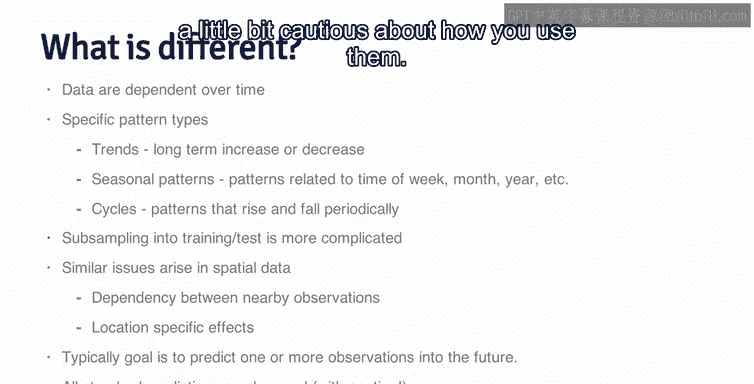 a little bit cautious about how you use
them.
What is different?
· Data are dependent over time
· Specific pattern types
- Trends - long term increase or decrease
- Seasonal patterns - patterns related to time of week, month, year, etc.
- Cycles - patterns that rise and fall periodically
· Subsampling into training/test is more complicated
· Similar issues arise in spatial data
- Dependency between nearby observations
- Location specific effects
· Typically goal is to predict one or more observations into the future.